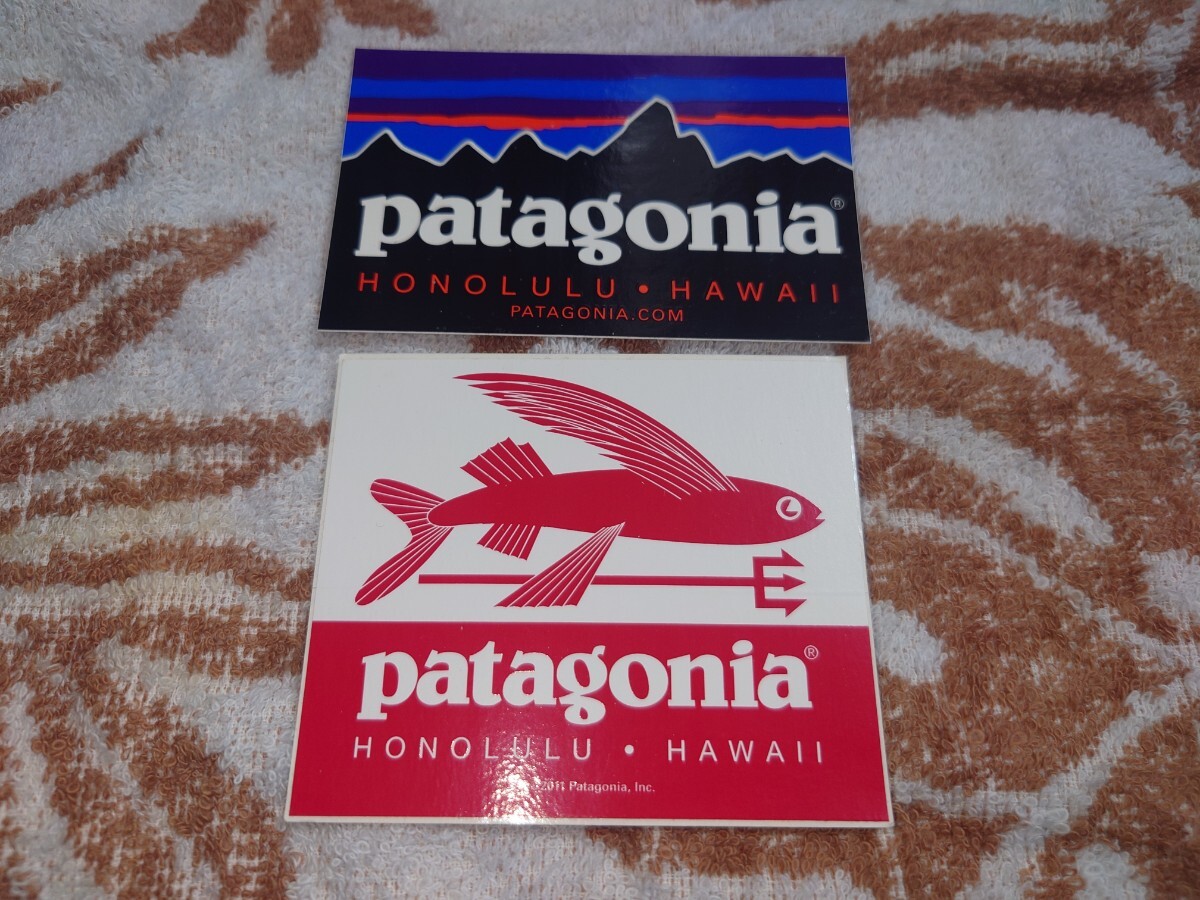 patagonia®
HONOLULU • HAWAII
PATAGONIA.COM
patagonia®
HONOLULU • HAWAII
2011 Patagonia, Inc.